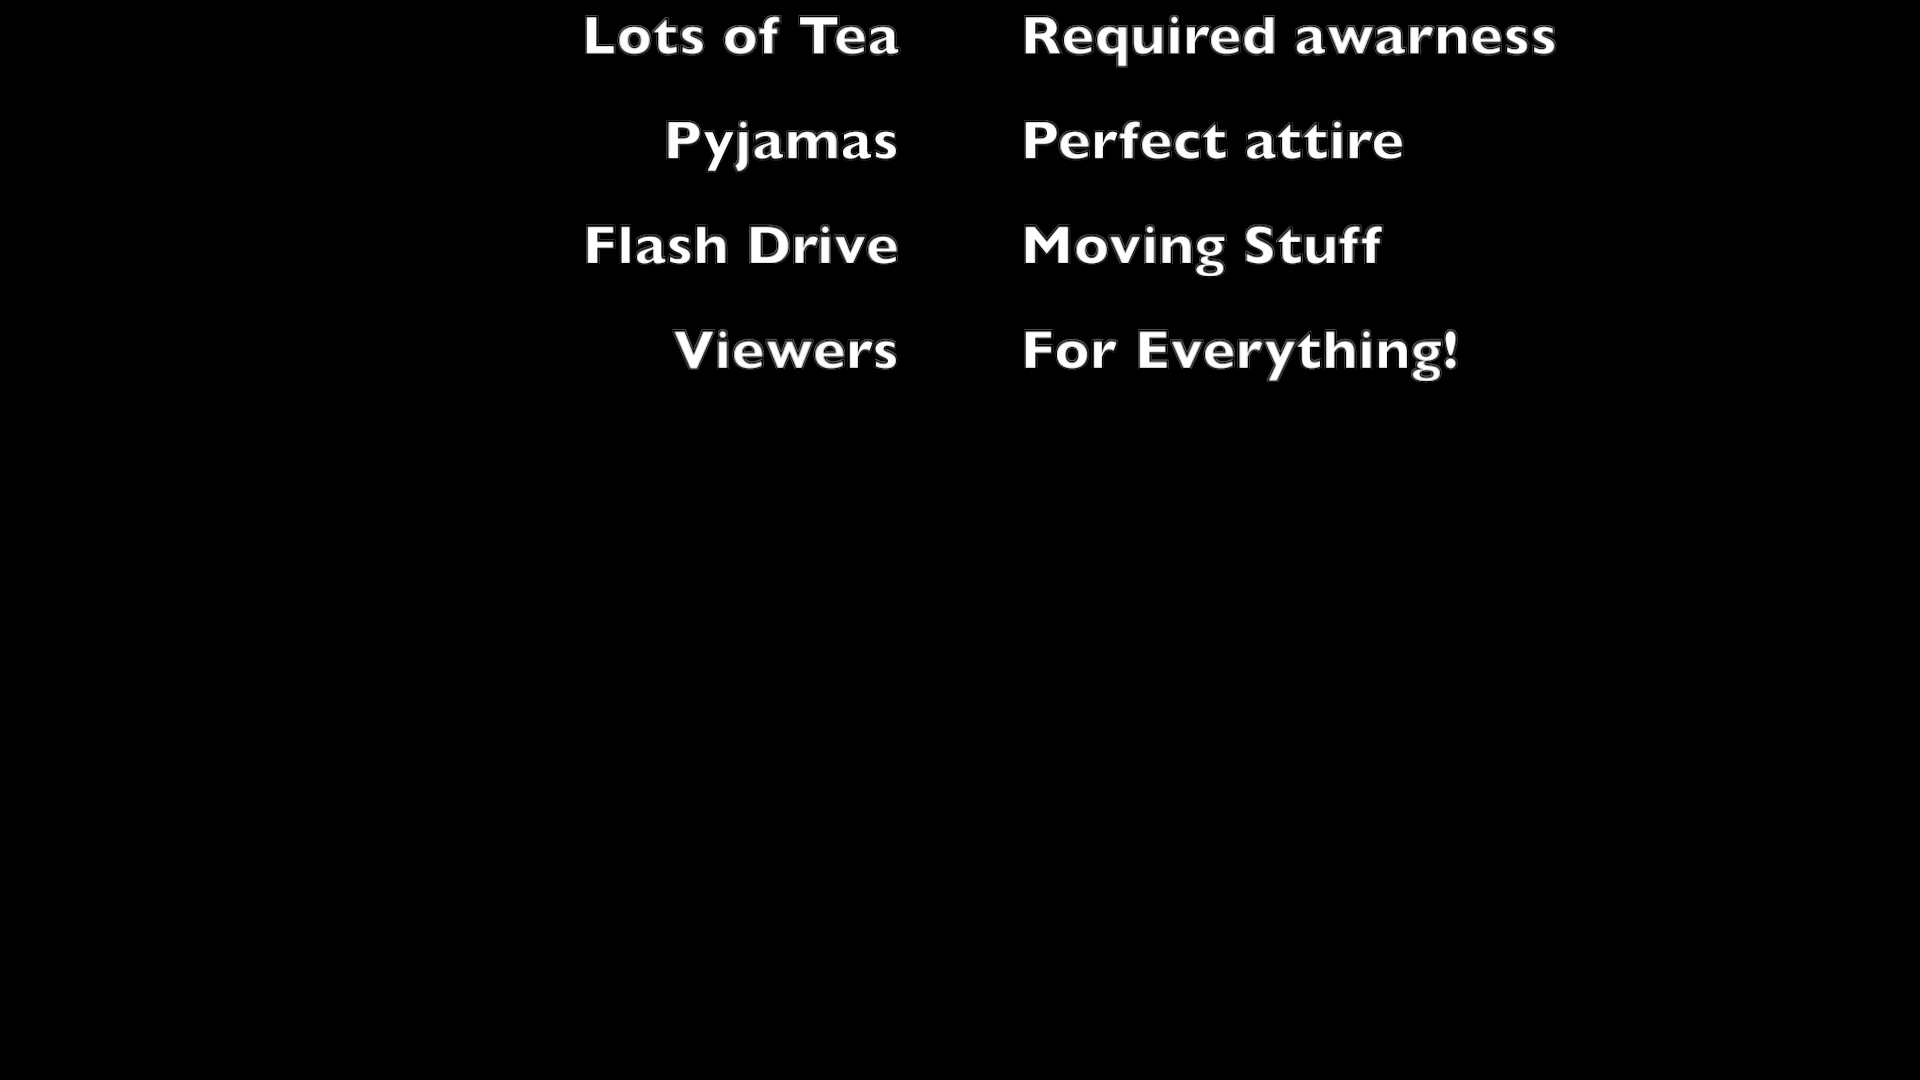 Lots of Tea Required awarness
Pyjamas Perfect attire
Flash Drive Moving Stuff
Viewers For Everything!